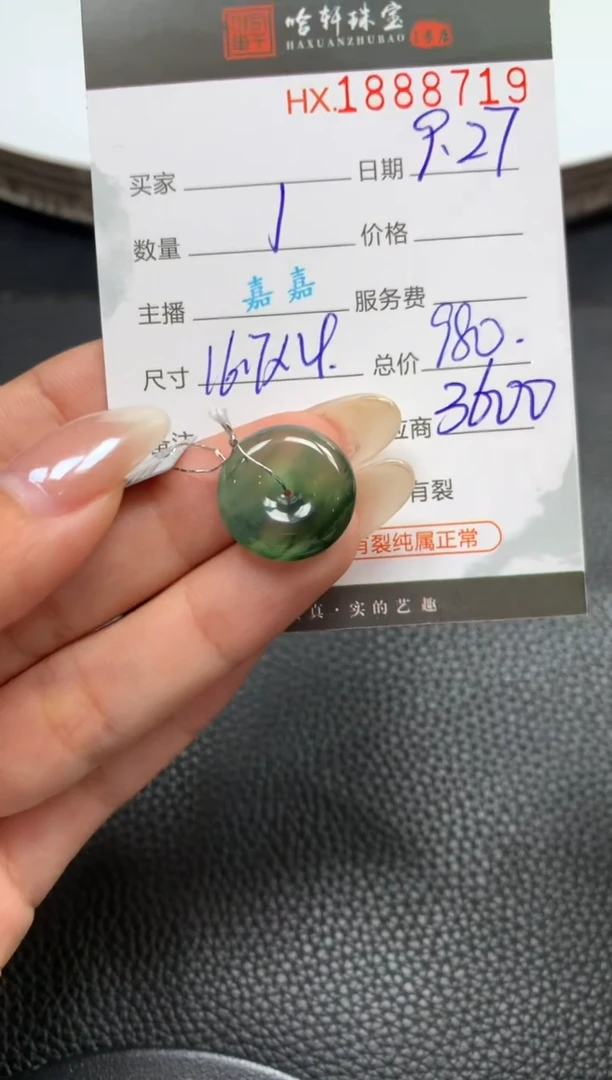 哈轩珠宝
HAXUANZHUBAO
HX.1888719
买家 日期 9.27
数量 1 价格
主播 嘉嘉 服务费
尺寸 16.7×4. 总价 980.
应商 3600
有裂
有裂纯属正常
真·实的艺趣